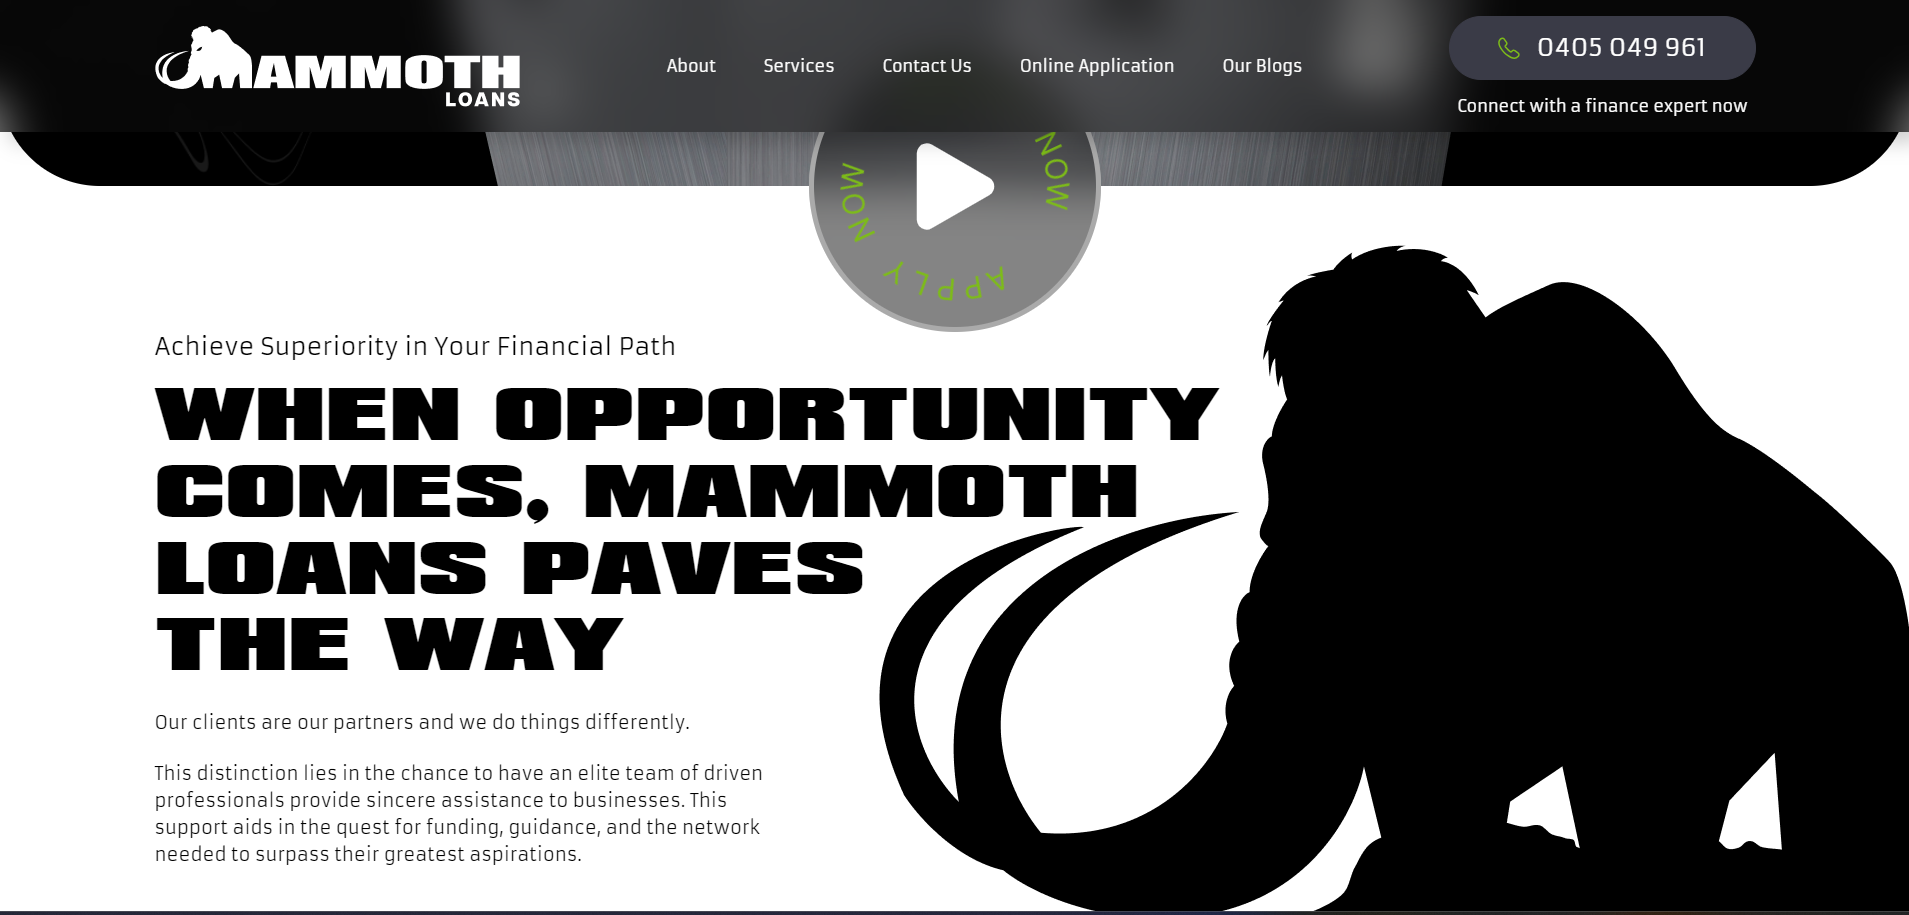 MAMMOTH
LOANS
About
Services
Contact Us
Online Application
Our Blogs
0405 049 961
Connect with a finance expert now
NOW
APPLY NOW
Achieve Superiority in Your Financial Path
WHEN OPPORTUNITY
COMES, MAMMOTH
LOANS PAVES
THE WAY
Our clients are our partners and we do things differently.
This distinction lies in the chance to have an elite team of driven
professionals provide sincere assistance to businesses. This
support aids in the quest for funding, guidance, and the network
needed to surpass their greatest aspirations.